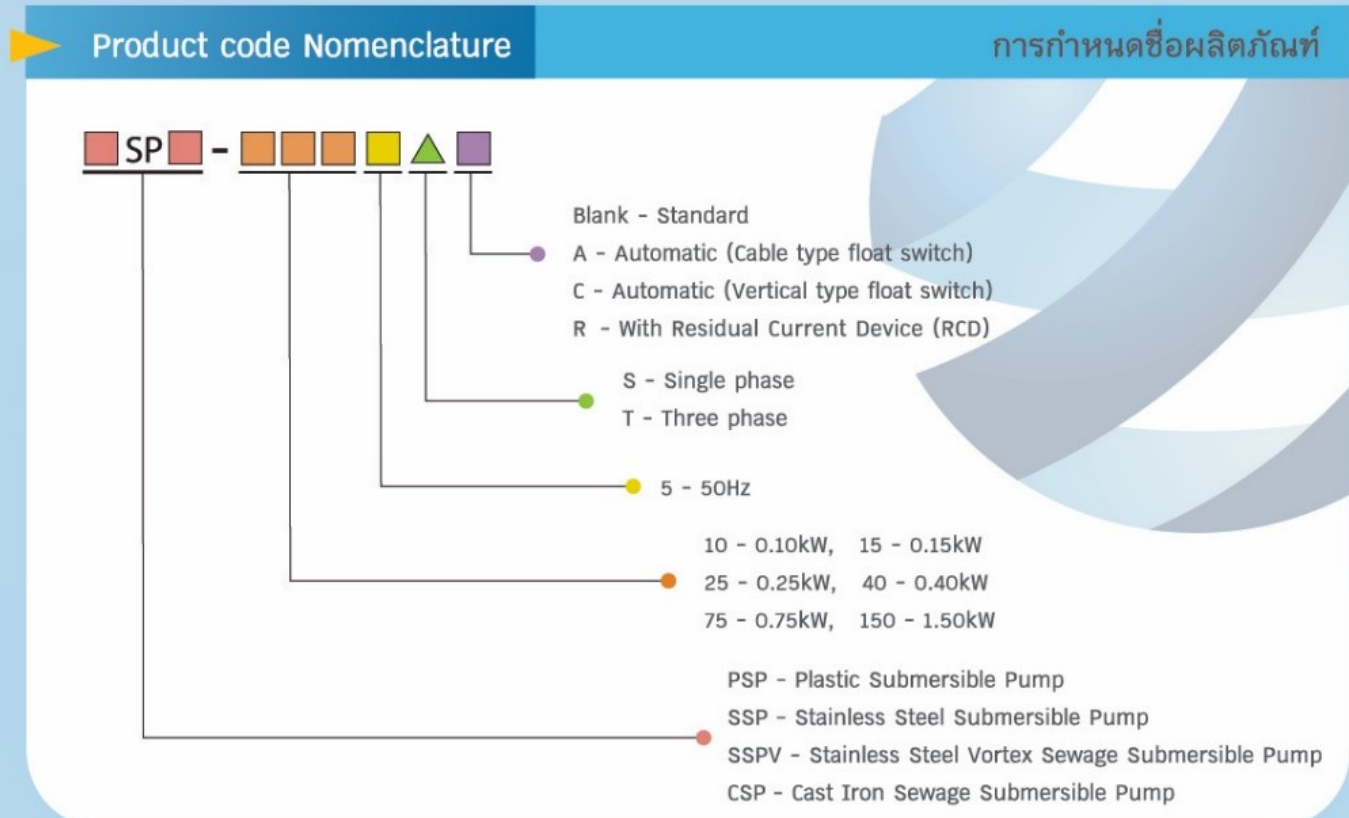 Product code Nomenclature
การกำหนดชื่อผลิตภัณฑ์
SP -
Blank - Standard
A - Automatic (Cable type float switch)
C - Automatic (Vertical type float switch)
R - With Residual Current Device (RCD)
S - Single phase
T - Three phase
5 - 50Hz
10 - 0.10kW, 15 - 0.15kW
25 - 0.25kW, 40 - 0.40kW
75 - 0.75kW, 150 - 1.50kW
PSP - Plastic Submersible Pump
SSP - Stainless Steel Submersible Pump
SSPV - Stainless Steel Vortex Sewage Submersible Pump
CSP - Cast Iron Sewage Submersible Pump